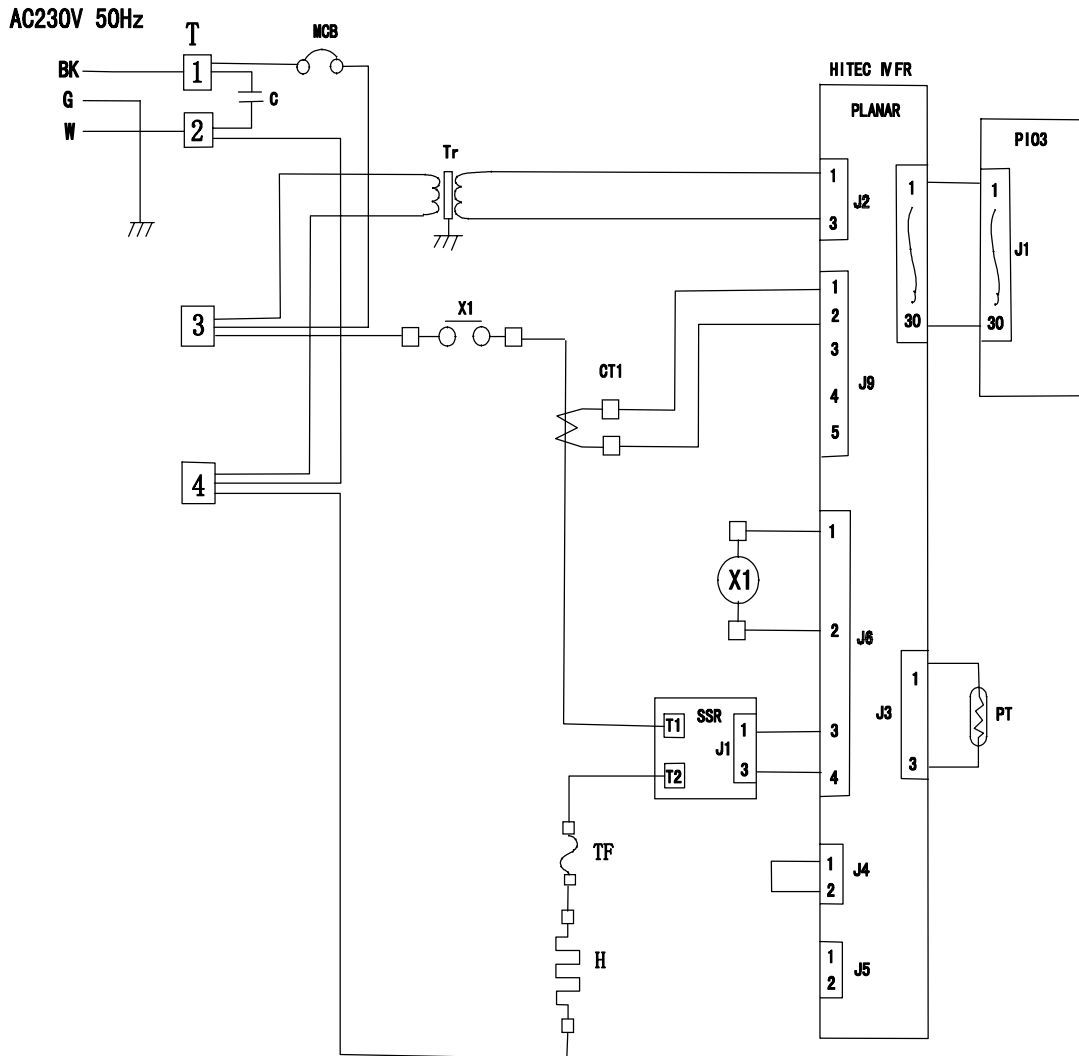 AC230V 50Hz
T
MCB
BK
1
C
G
W
2
HITEC ⅣFR
PLANAR
PIO3
Tr
1
3
J2
1
30
1
30
J1
3
X1
CT1
1
2
3
4
5
J9
4
X1
1
2
3
4
J6
SSR
T1
T2
J1
1
3
J3
1
3
PT
TF
H
1
2
J4
1
2
J5